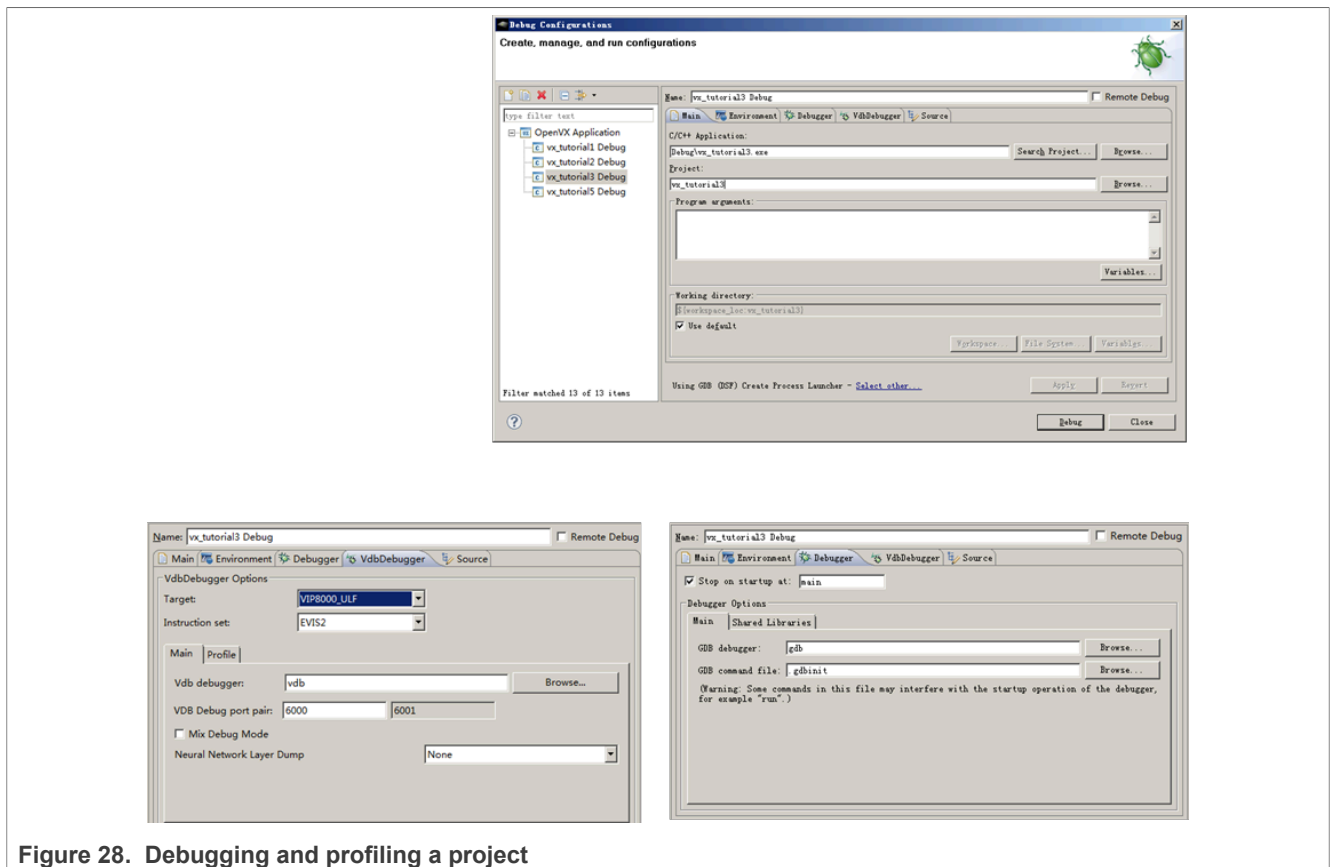 Debug Configurations
Create, manage, and run configurations
type filter text
OpenVX Application
vx_tutorial1 Debug
vx_tutorial2 Debug
vx_tutorial3 Debug
vx_tutorial5 Debug
Filter matched 13 of 13 items
Name: vx_tutorial3 Debug Remote Debug
Main Environment Debugger VdbDebugger Source
C/C++ Application:
Debug\vx_tutorial3.exe Search Project... Browse...
Project:
vx_tutorial3 Browse...
Program arguments:
Variables...
Working directory:
${workspace_loc:vx_tutorial3}
Use default
Workspace... File System... Variables...
Using GDB (DSF) Create Process Launcher - Select other... Apply Revert
Debug Close
Name: vx_tutorial3 Debug Remote Debug
Main Environment Debugger VdbDebugger Source
VdbDebugger Options
Target: VIP8000_ULF
Instruction set: EVIS2
Main Profile
Vdb debugger: vdb Browse...
VDB Debug port pair: 6000 6001
Mix Debug Mode
Neural Network Layer Dump None
Name: vx_tutorial3 Debug Remote Debug
Main Environment Debugger VdbDebugger Source
Stop on startup at: main
Debugger Options
Main Shared Libraries
GDB debugger: gdb Browse...
GDB command file: .gdbinit Browse...
(Warning: Some commands in this file may interfere with the startup operation of the debugger,
for example "run".)
Figure 28. Debugging and profiling a project